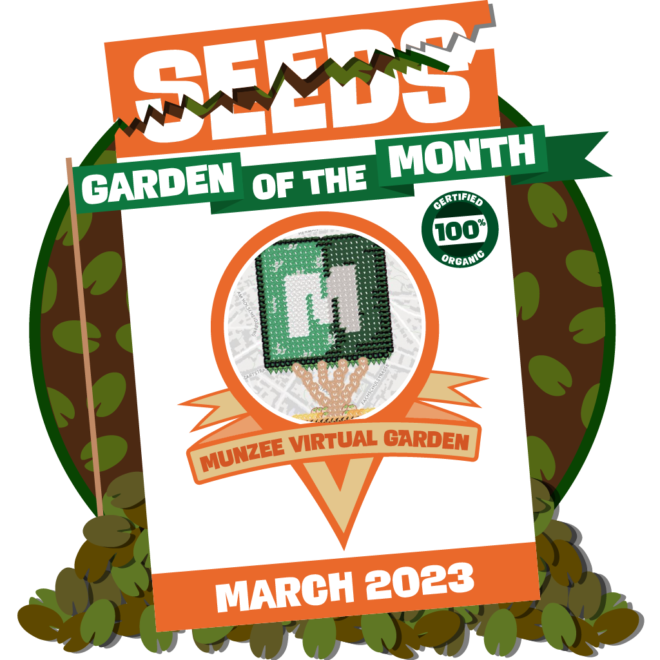 SEEDS
GARDEN OF THE MONTH
CERTIFIED
100%
ORGANIC
M
MUNZEE VIRTUAL GARDEN
MARCH 2023